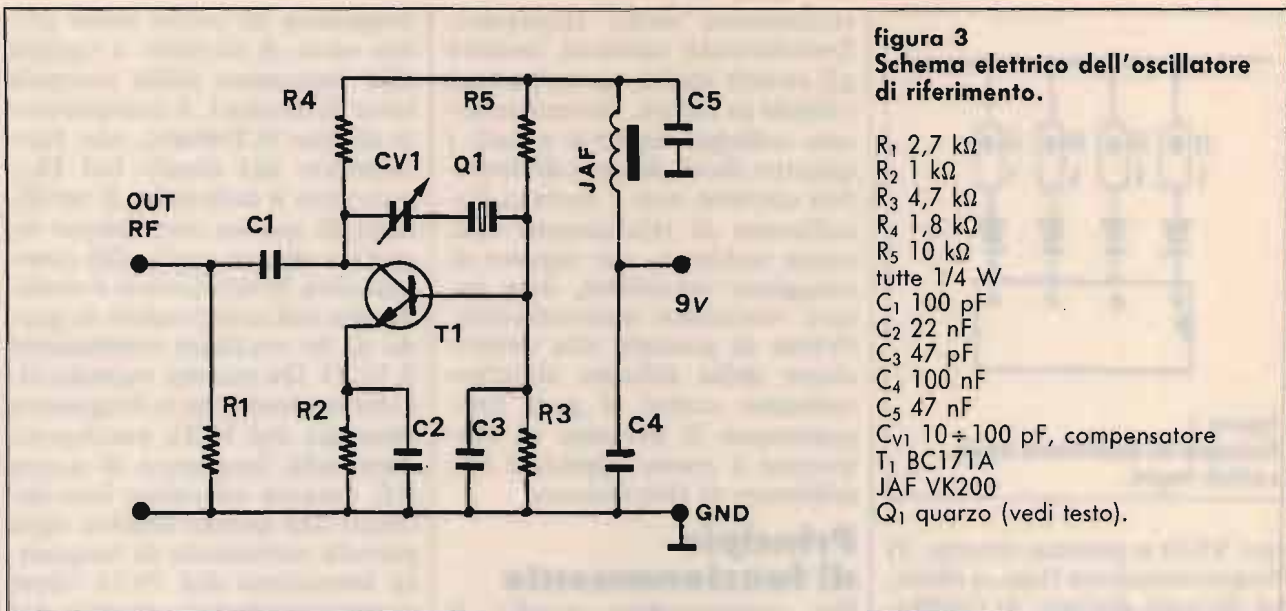 R4
R5
C5
CV1
Q1
JAF
OUT
RF
C1
9V
T1
R1
R2
C2
C3
R3
C4
GND
figura 3
Schema elettrico dell'oscillatore
di riferimento.
R₁ 2,7 kΩ
R₂ 1 kΩ
R₃ 4,7 kΩ
R₄ 1,8 kΩ
R₅ 10 kΩ
tutte 1/4 W
C₁ 100 pF
C₂ 22 nF
C₃ 47 pF
C₄ 100 nF
C₅ 47 nF
Cᵥ₁ 10÷100 pF, compensatore
T₁ BC171A
JAF VK200
Q₁ quarzo (vedi testo).